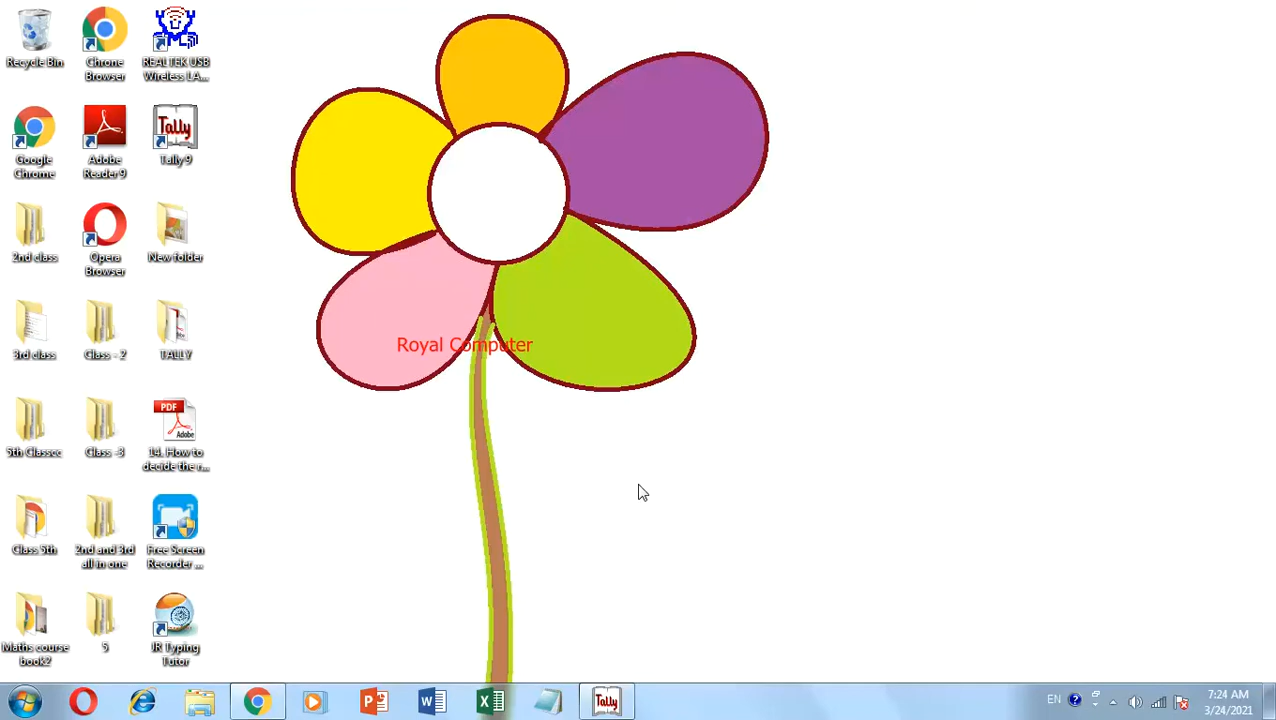 Recycle Bin
Chrone
Browser
REALTEK USB
Wireless LA...
Google
Chrome
Adobe
Reader 9
Tally
Tally 9
2nd class
Opera
Browser
New folder
3rd class
Class - 2
TALLY
Royal Computer
5th Classcc
Class -3
PDF
Adobe
14. How to
decide the r...
Class 5th
2nd and 3rd
all in one
Free Screen
Recorder ...
Maths course
book2
5
JR Typing
Tutor
Tally
EN
7:24 AM
3/24/2021